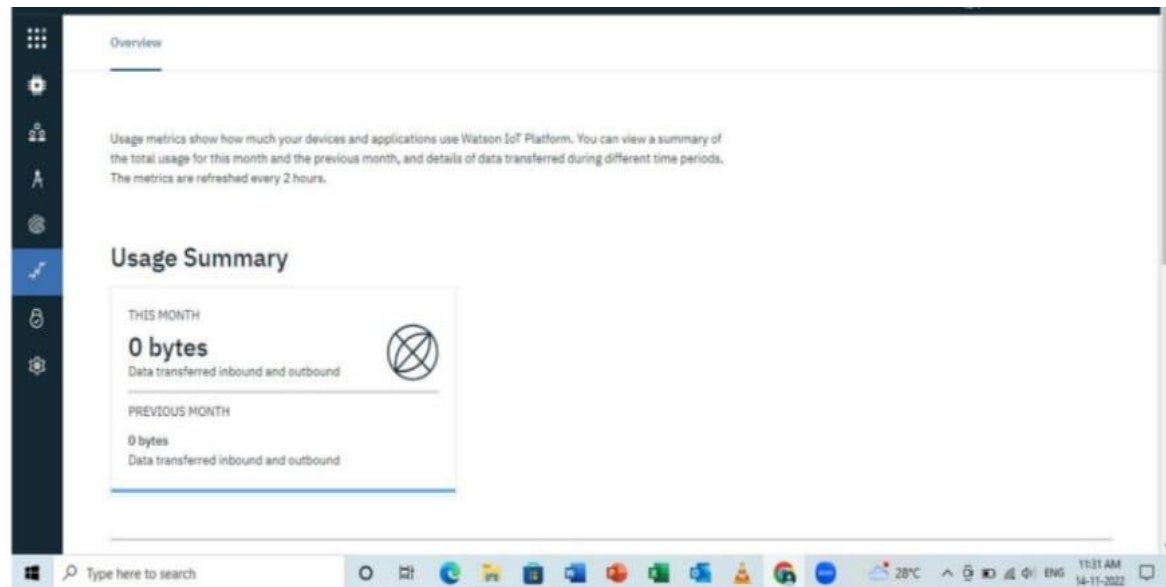 Overview
Usage metrics show how much your devices and applications use Watson IoT Platform. You can view a summary of
the total usage for this month and the previous month, and details of data transferred during different time periods.
The metrics are refreshed every 2 hours.
Usage Summary
THIS MONTH
0 bytes
Data transferred inbound and outbound
PREVIOUS MONTH
0 bytes
Data transferred inbound and outbound
Type here to search
28°C
ENG
11:31 AM
14-11-2022